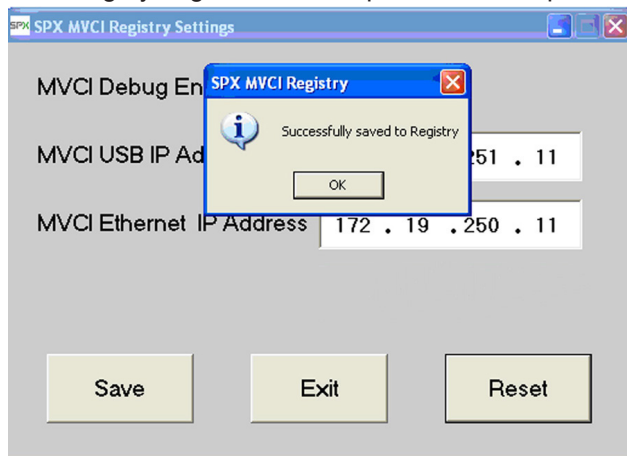 SPX SPX MVCI Registry Settings
MVCI Debug En
SPX MVCI Registry
Successfully saved to Registry
OK
MVCI USB IP Ad
251 . 11
MVCI Ethernet IP Address 172 . 19 . 250 . 11
Save Exit Reset